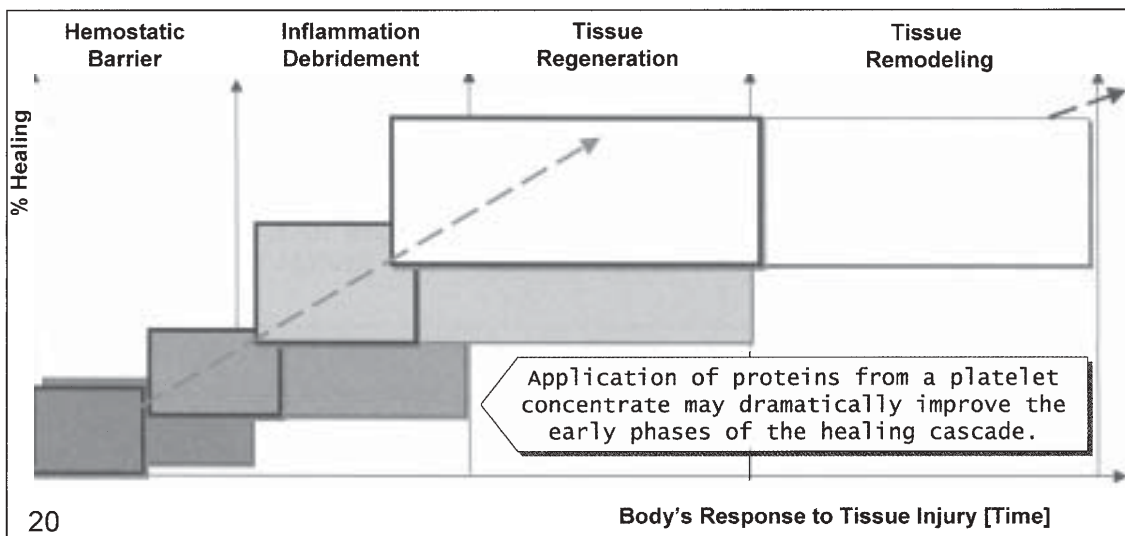 Hemostatic
Barrier
Inflammation
Debridement
Tissue
Regeneration
Tissue
Remodeling
% Healing
Application of proteins from a platelet
concentrate may dramatically improve the
early phases of the healing cascade.
20
Body's Response to Tissue Injury [Time]